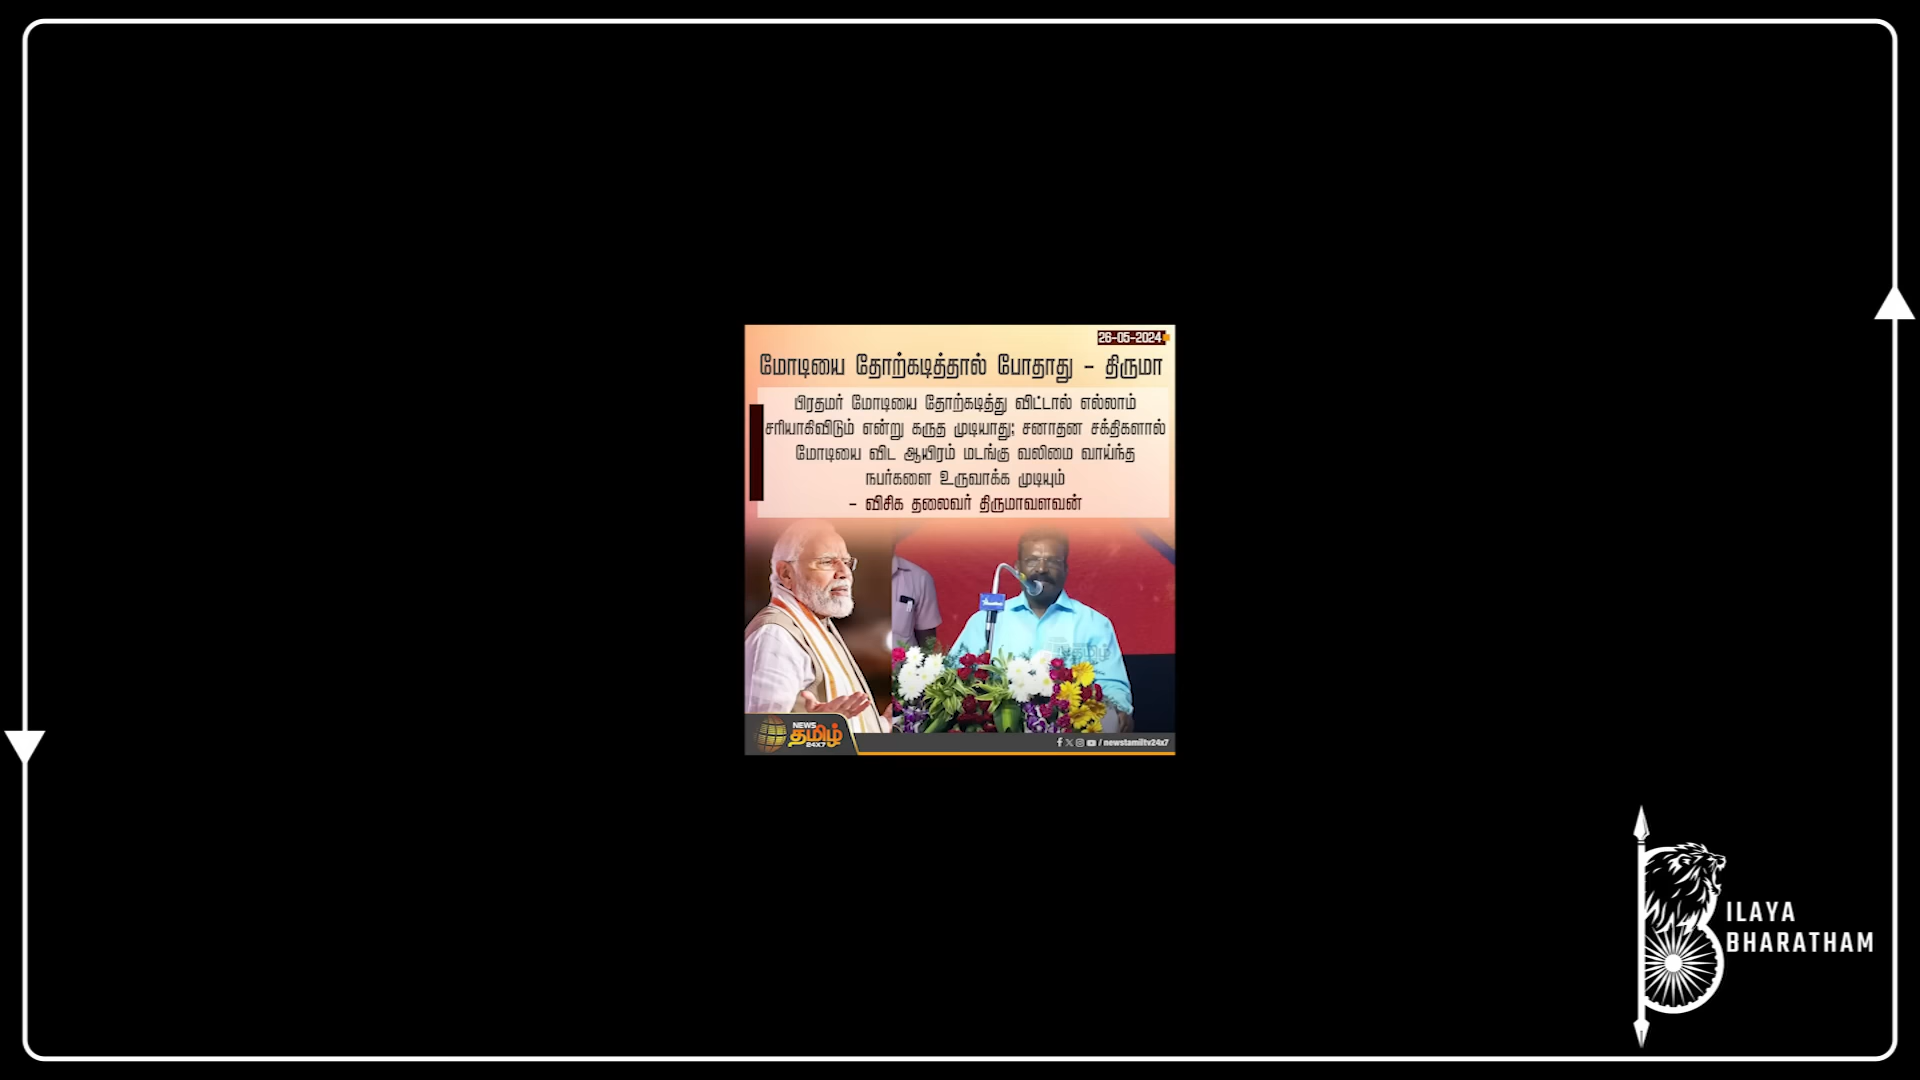 26-05-2024
மோடியை தோற்கடித்தால் போதாது - திருமா
பிரதமர் மோடியை தோற்கடித்து விட்டால் எல்லாம்
சரியாகிவிடும் என்று கருத முடியாது; சனாதன சக்திகளால்
மோடியை விட ஆயிரம் மடங்கு வலிமை வாய்ந்த
நபர்களை உருவாக்க முடியும்
- விசிக தலைவர் திருமாவளவன்
NEWS
தமிழ்
24X7
/ newstamiltv24x7
ILAYA
BHARATHAM